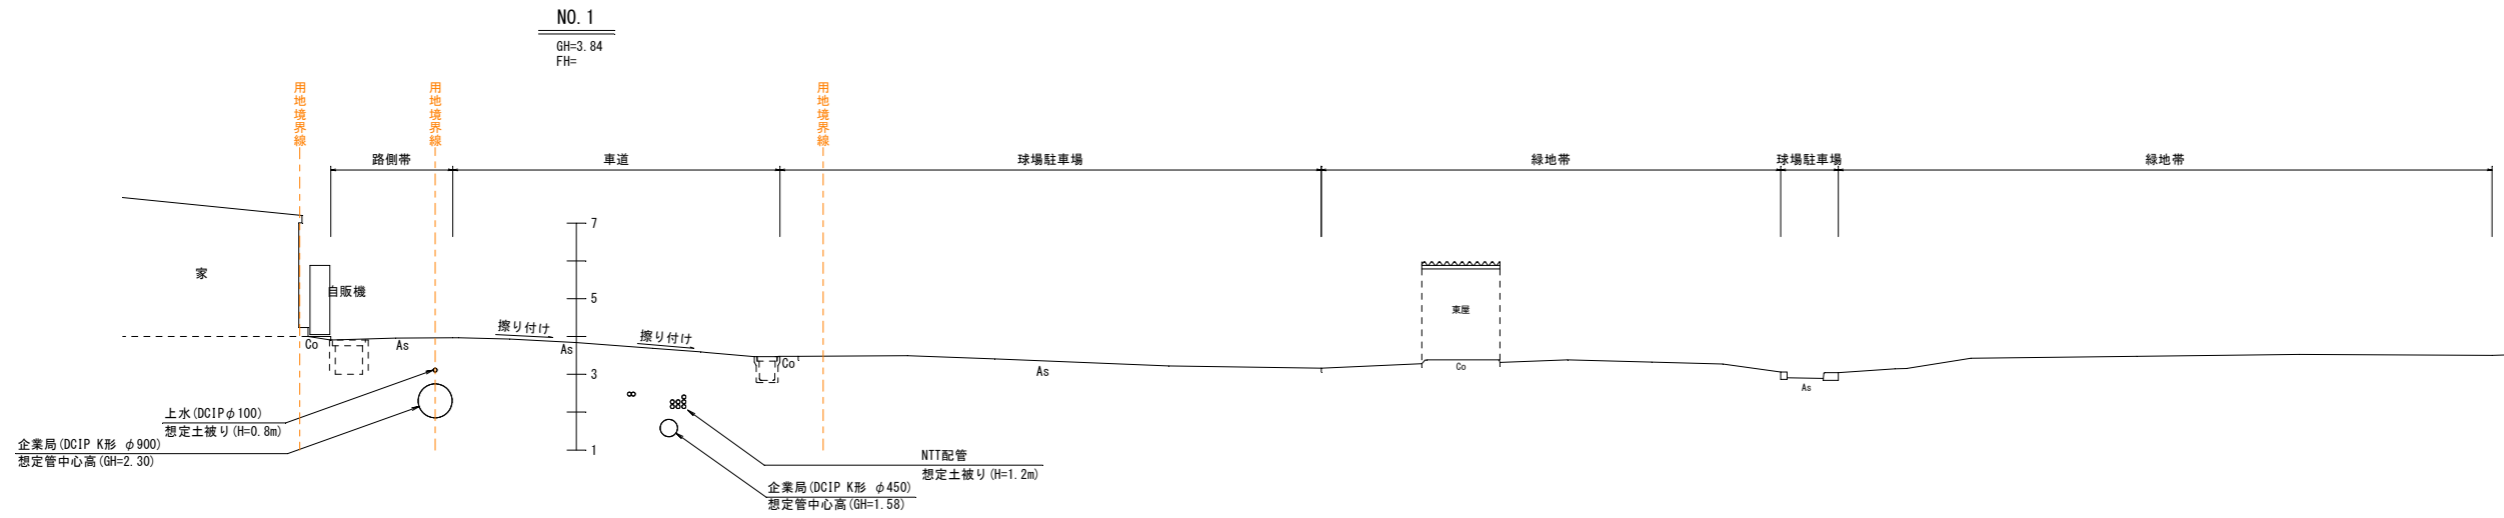 NO. 1
GH=3.84
FH=
用地境界線
用地境界線
用地境界線
路側帯
車道
球場駐車場
緑地帯
球場駐車場
緑地帯
7
5
3
1
家
自販機
東屋
擦り付け
擦り付け
Co
As
As
Co
As
Co
As
上水(DCIPφ100)
想定土被り(H=0.8m)
企業局(DCIP K形 φ900)
想定管中心高(GH=2.30)
NTT配管
想定土被り(H=1.2m)
企業局(DCIP K形 φ450)
想定管中心高(GH=1.58)